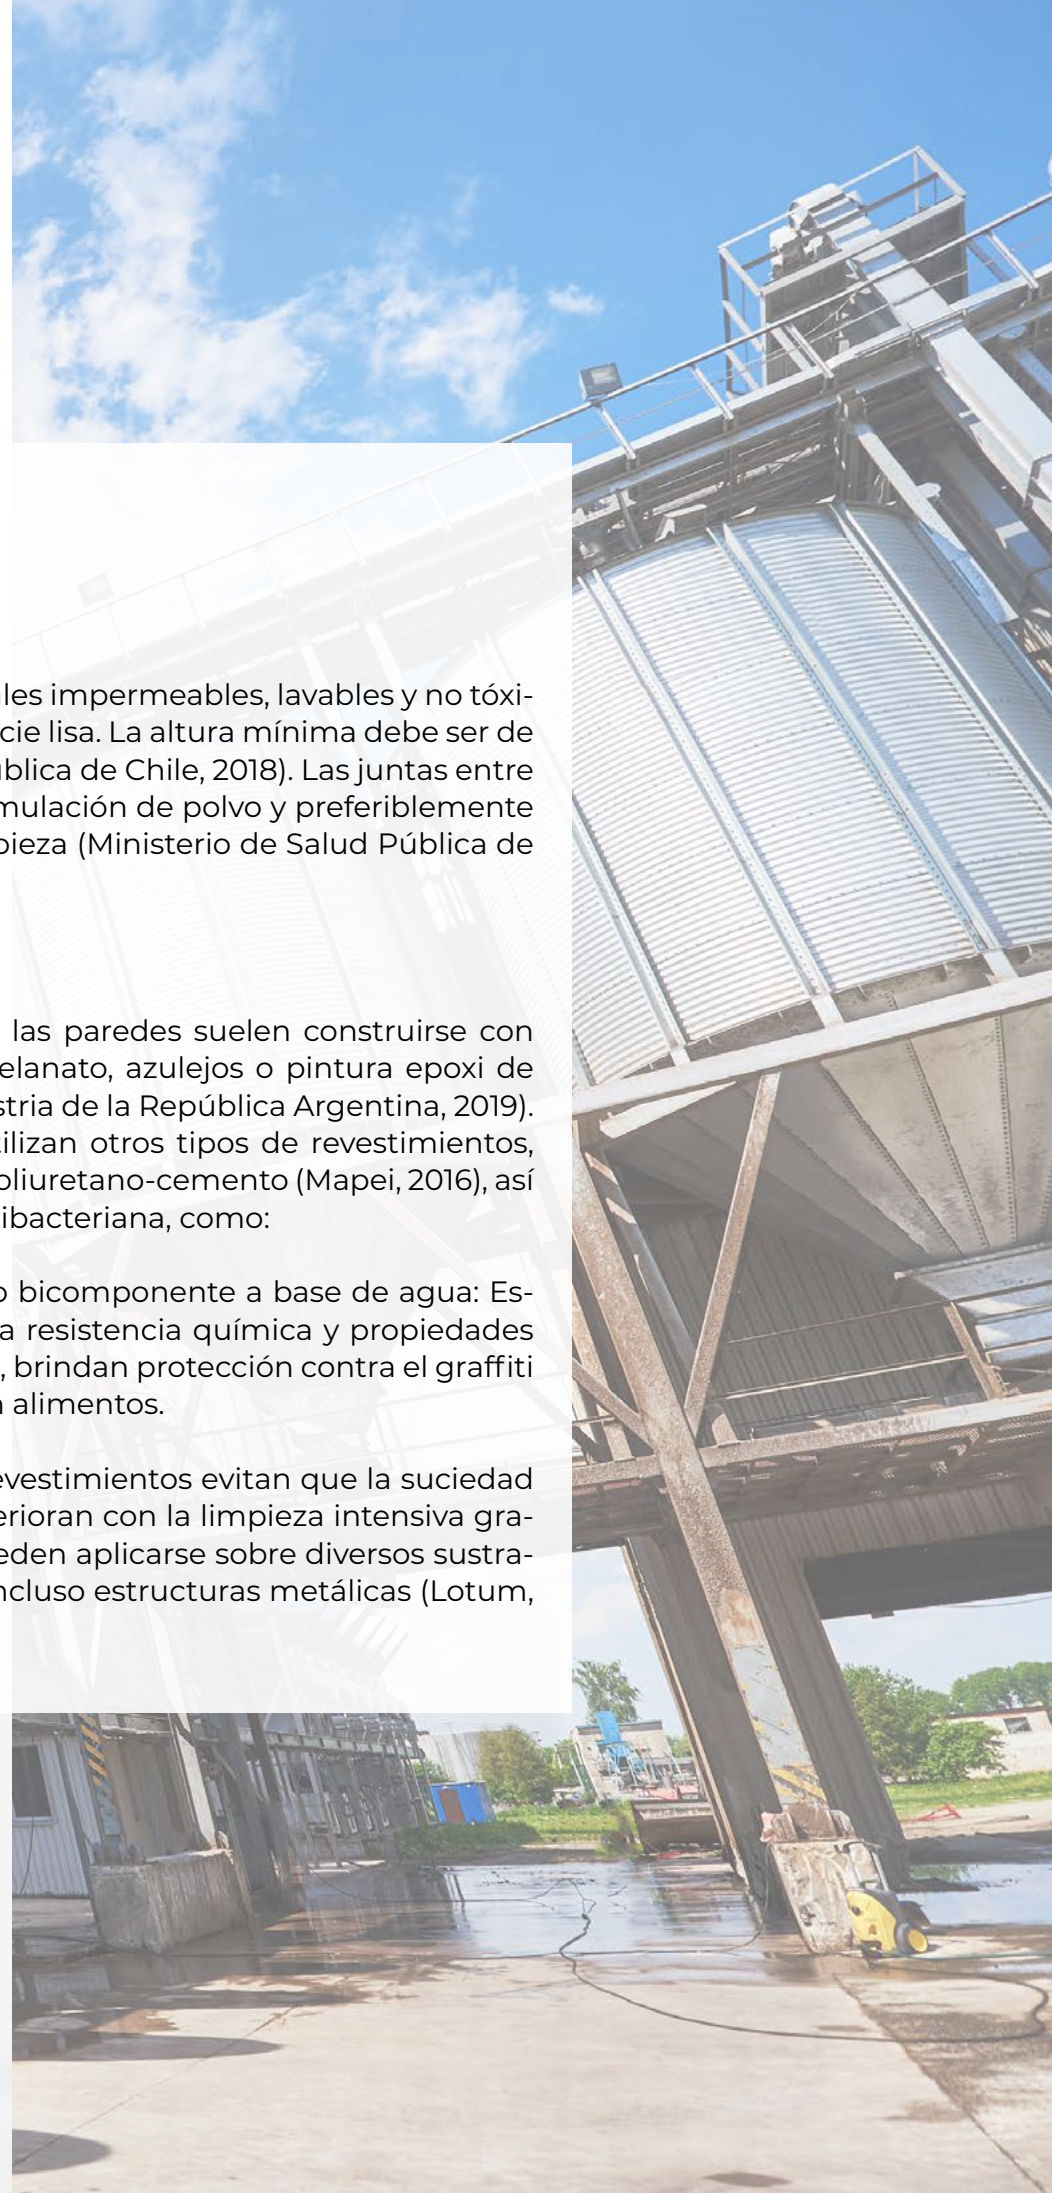 ales impermeables, lavables y no tóxi-
cie lisa. La altura mínima debe ser de
ública de Chile, 2018). Las juntas entre
mulación de polvo y preferiblemente
pieza (Ministerio de Salud Pública de
las paredes suelen construirse con
elanato, azulejos o pintura epoxi de
stria de la República Argentina, 2019).
tilizan otros tipos de revestimientos,
oliuretano-cemento (Mapei, 2016), así
ibacteriana, como:
o bicomponente a base de agua: Es-
a resistencia química y propiedades
, brindan protección contra el graffiti
n alimentos.
evestimientos evitan que la suciedad
erioran con la limpieza intensiva gra-
eden aplicarse sobre diversos sustra-
ncluso estructuras metálicas (Lotum,